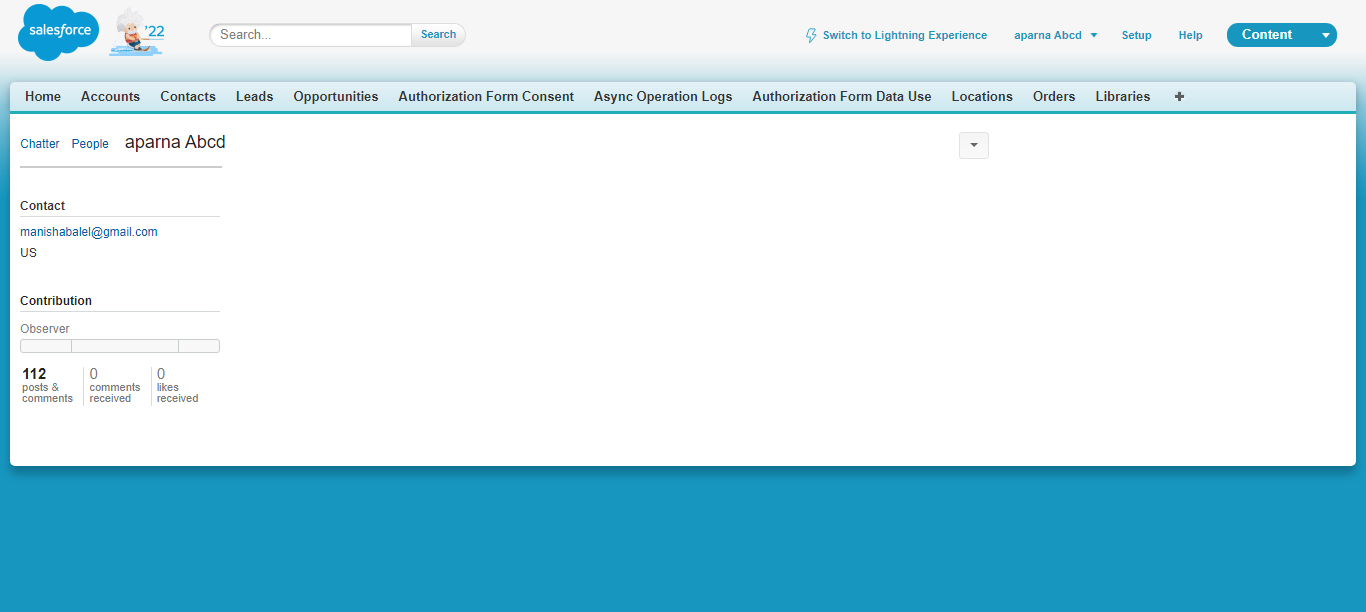 salesforce '22 Search... Search Switch to Lightning Experience aparna Abcd Setup Help Content
Home Accounts Contacts Leads Opportunities Authorization Form Consent Async Operation Logs Authorization Form Data Use Locations Orders Libraries +
Chatter People aparna Abcd
Contact
manishabalel@gmail.com
US
Contribution
Observer
112 0 0
posts & comments likes
comments received received